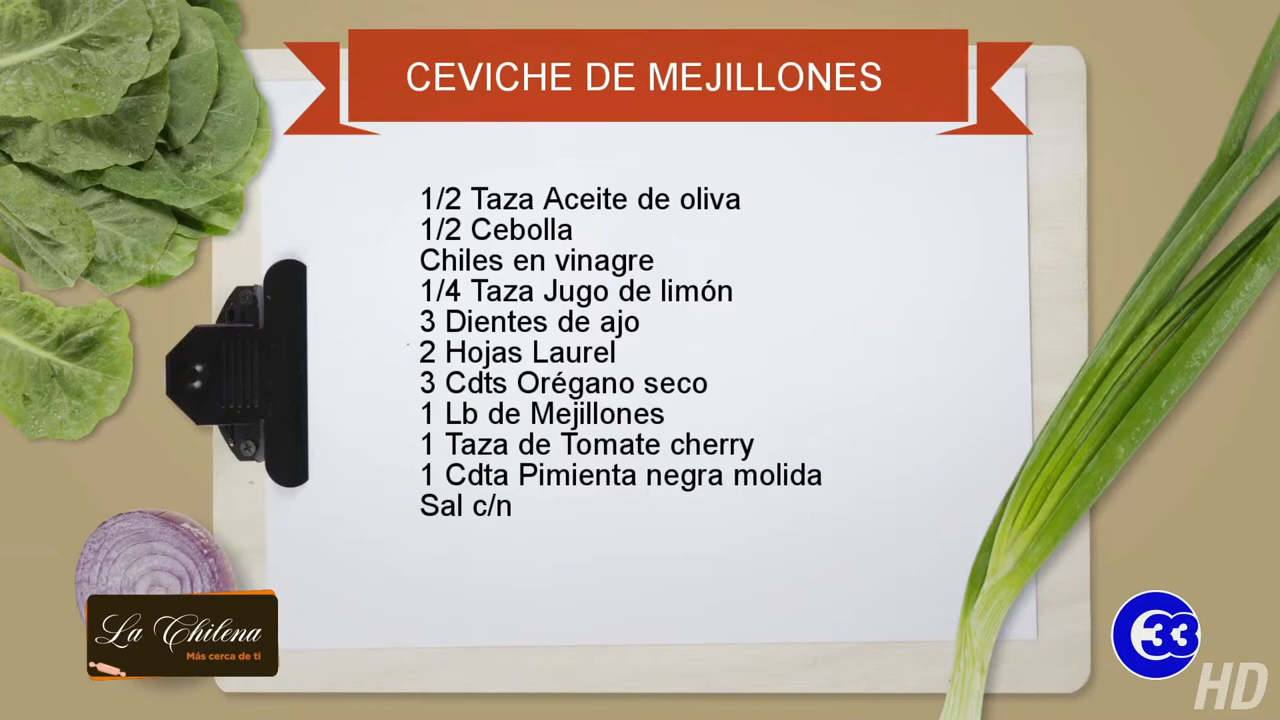 CEVICHE DE MEJILLONES
1/2 Taza Aceite de oliva
1/2 Cebolla
Chiles en vinagre
1/4 Taza Jugo de limón
3 Dientes de ajo
2 Hojas Laurel
3 Cdts Orégano seco
1 Lb de Mejillones
1 Taza de Tomate cherry
1 Cdta Pimienta negra molida
Sal c/n
La Chilena
Más cerca de ti
33
HD